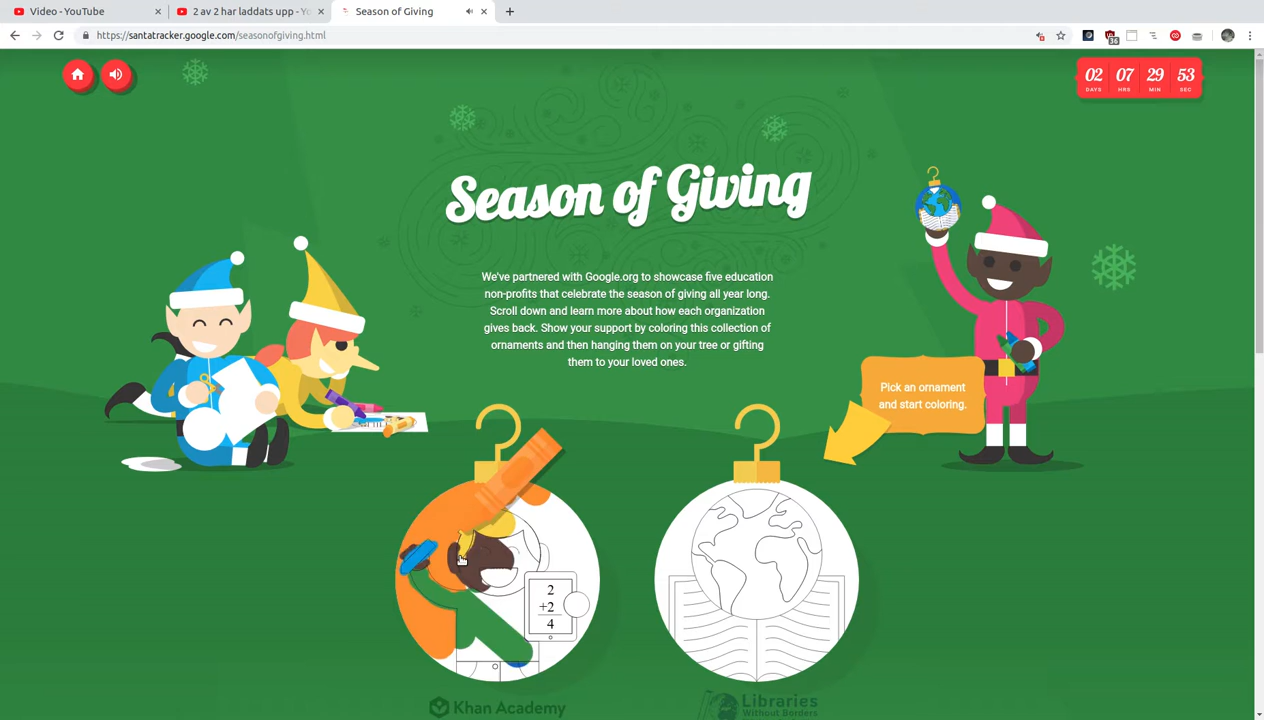 Video - YouTube
2 av 2 har laddats upp - Yo
Season of Giving
https://santatracker.google.com/seasonofgiving.html
36
02 07 29 53
DAYS HRS MIN SEC
Season of Giving
We've partnered with Google.org to showcase five education
non-profits that celebrate the season of giving all year long.
Scroll down and learn more about how each organization
gives back. Show your support by coloring this collection of
ornaments and then hanging them on your tree or gifting
them to your loved ones.
Pick an ornament
and start coloring.
2
+2
4
Khan Academy
Libraries
Without Borders